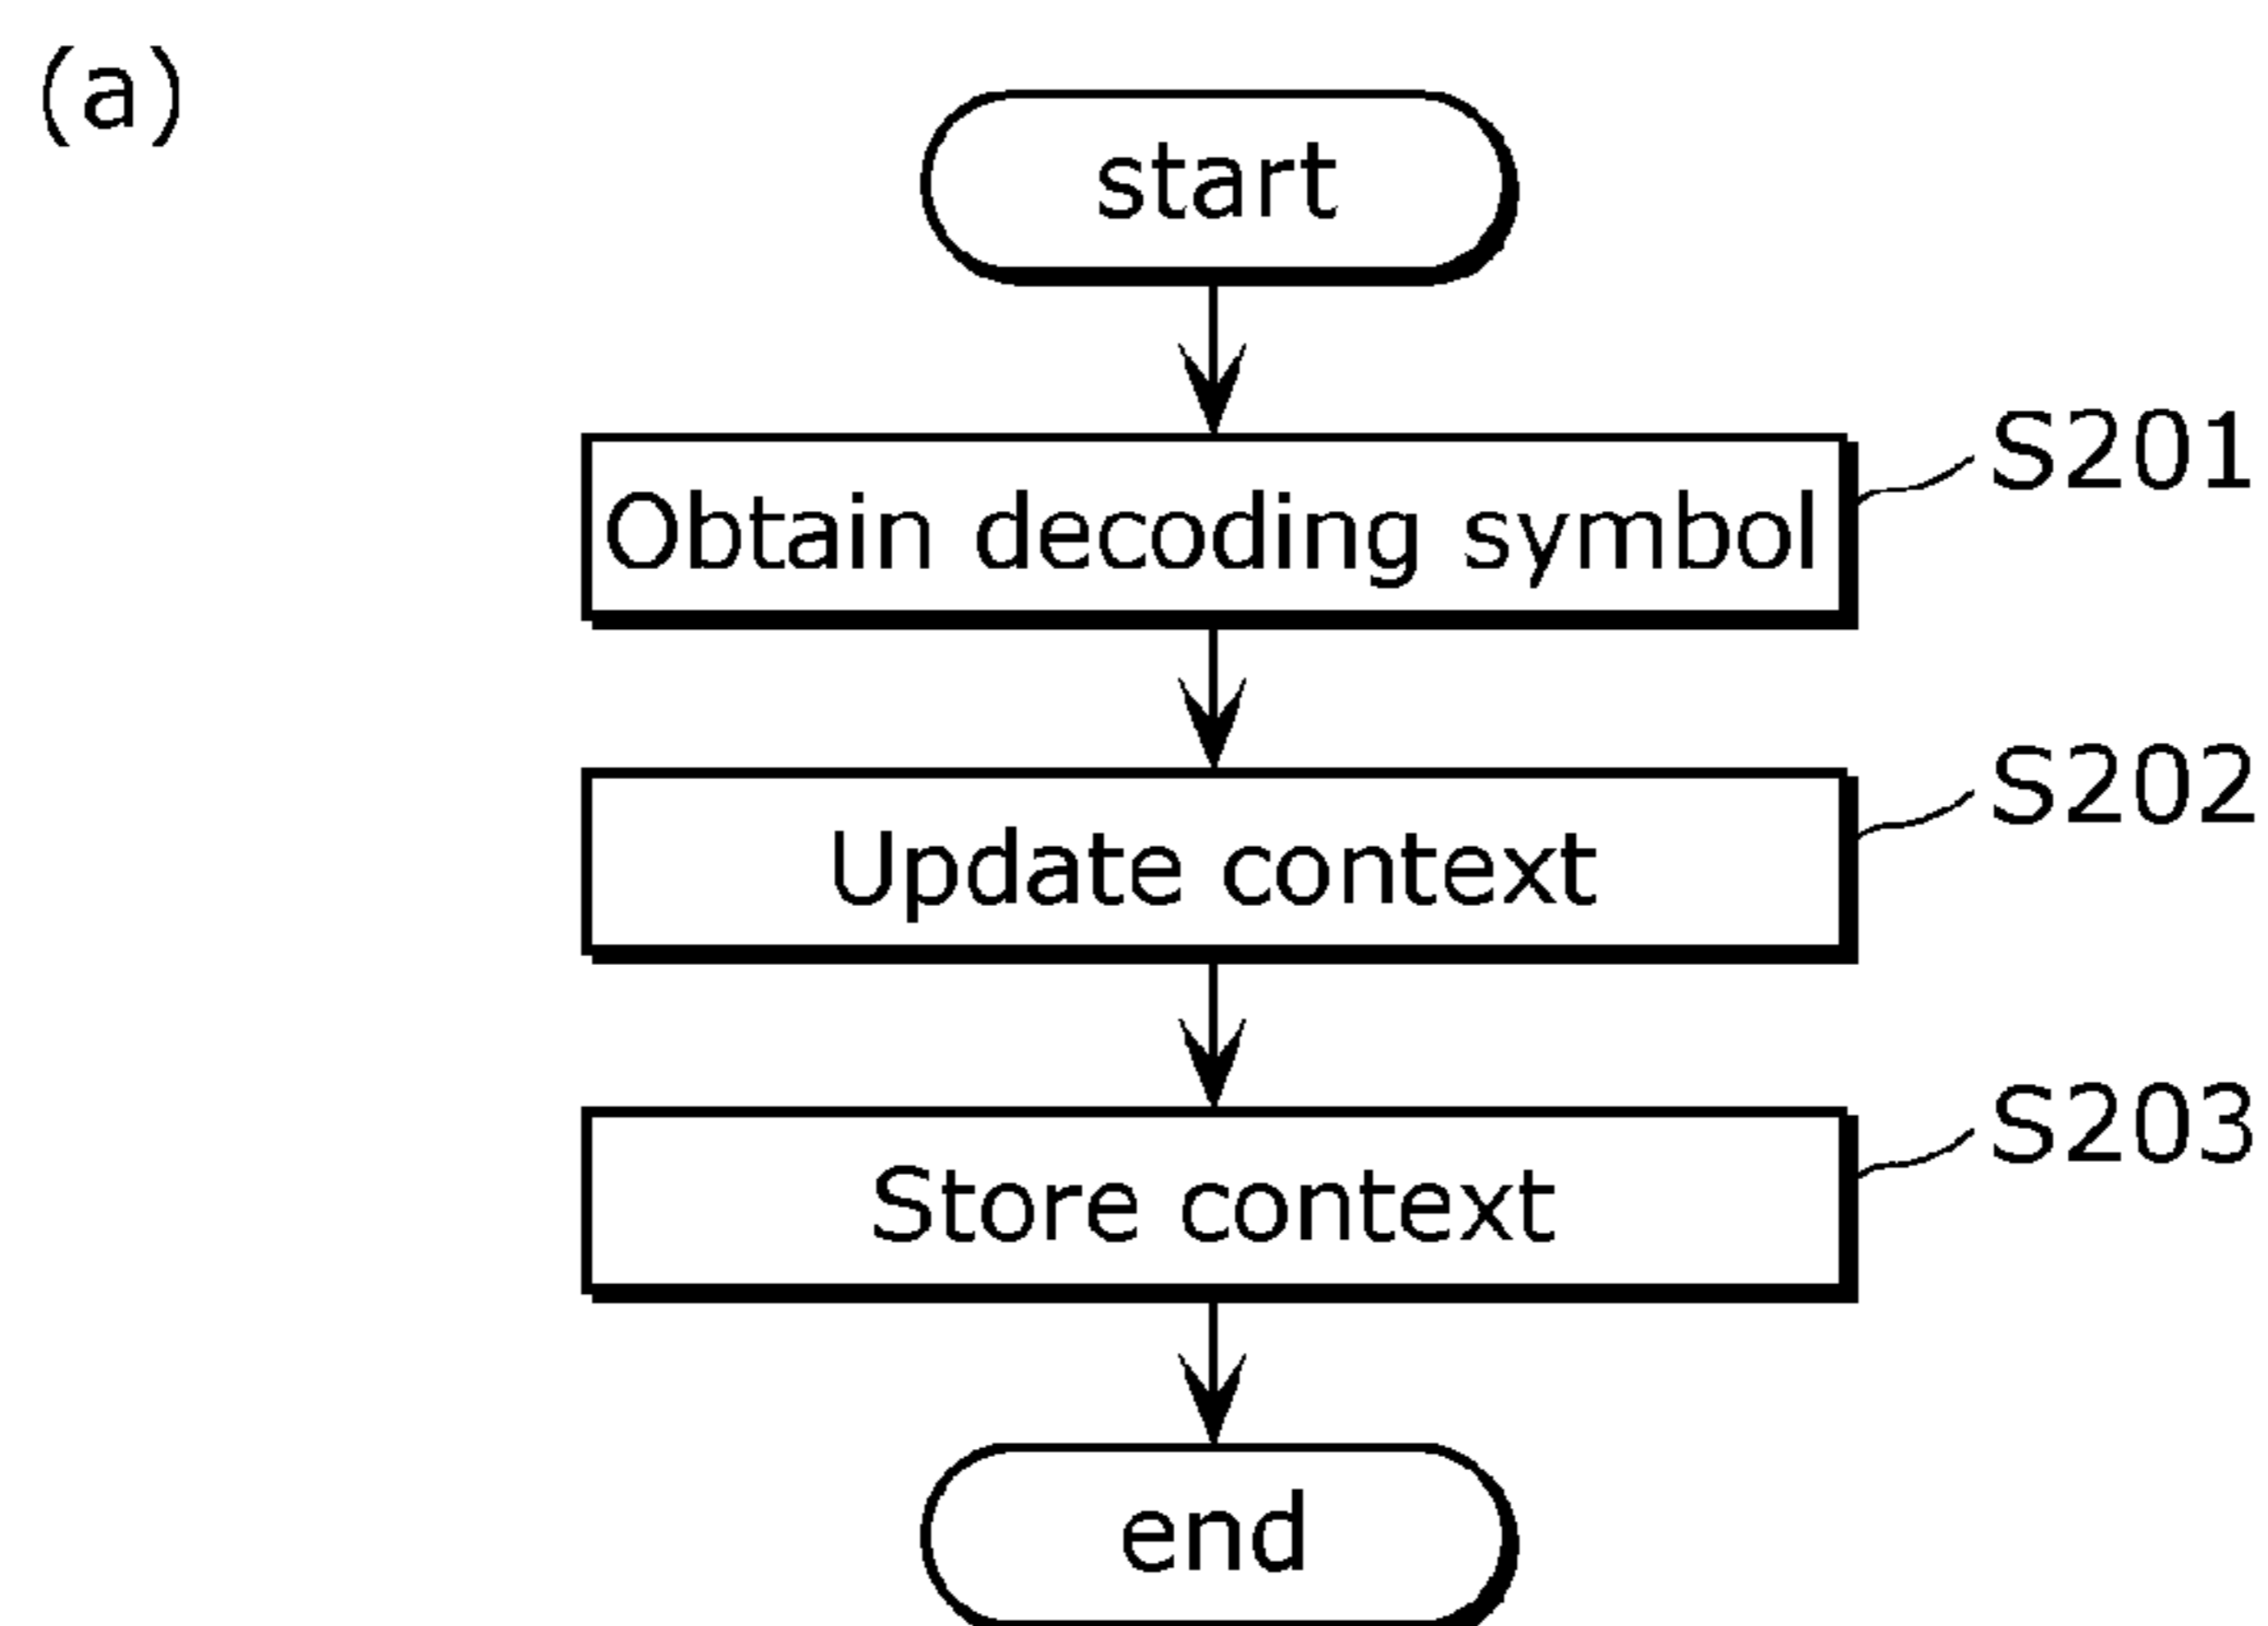 (a)
start
Obtain decoding symbol
S201
Update context
S202
Store context
S203
end